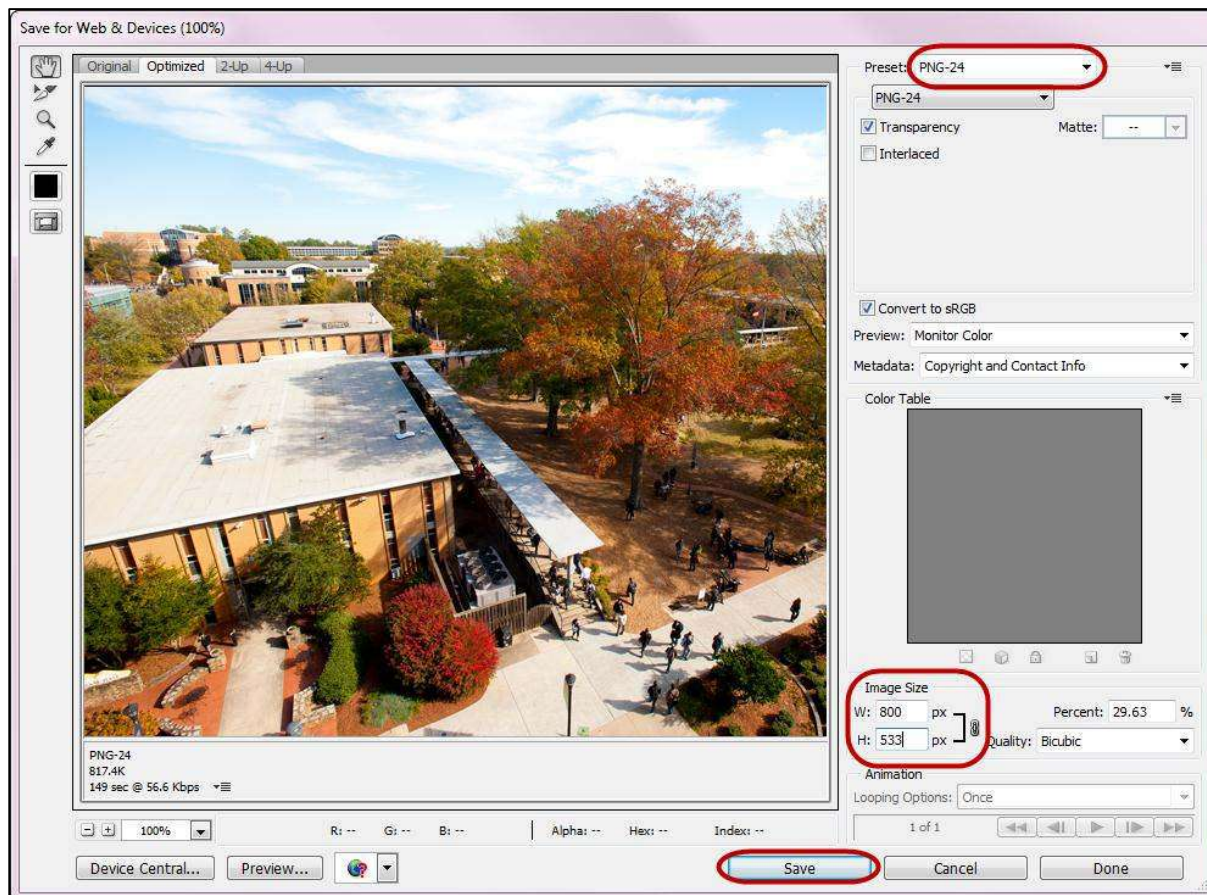 Save for Web & Devices (100%)
Original Optimized 2-Up 4-Up
Preset: PNG-24
PNG-24
Transparency Matte: --
Interlaced
Convert to sRGB
Preview: Monitor Color
Metadata: Copyright and Contact Info
Color Table
Image Size
W: 800 px Percent: 29.63 %
H: 533 px Quality: Bicubic
PNG-24
817.4K
149 sec @ 56.6 Kbps
Animation
Looping Options: Once
1 of 1
100% R: -- G: -- B: -- Alpha: -- Hex: -- Index: --
Device Central... Preview... Save Cancel Done